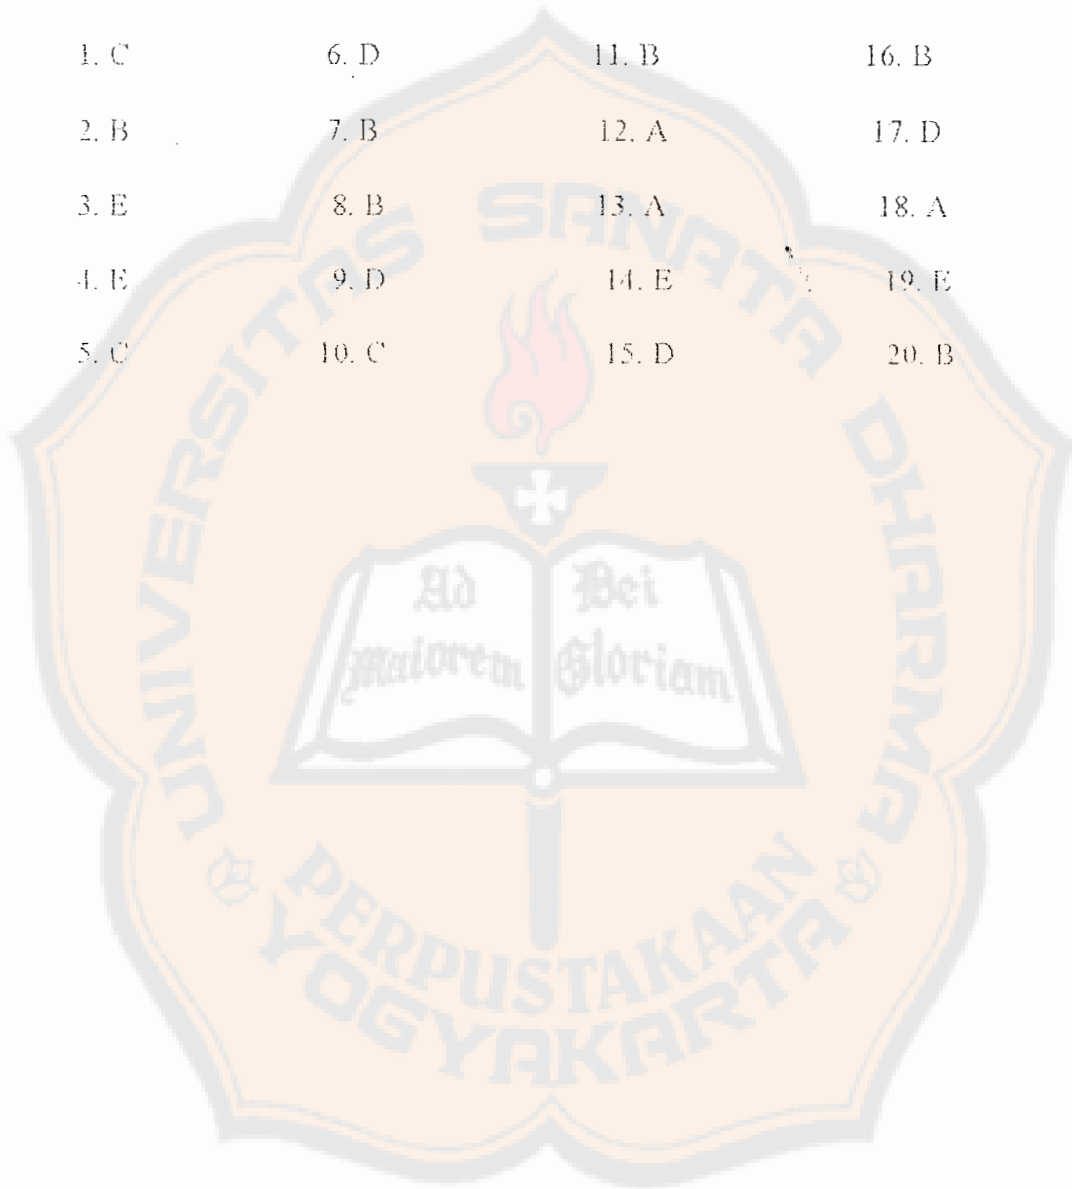 1. C 6. D 11. B 16. B
2. B 7. B 12. A 17. D
3. E 8. B 13. A 18. A
4. E 9. D 14. E 19. E
5. C 10. C 15. D 20. B
UNIVERSITAS SANATA DHARMA
Ad Dei
Maiorem Gloriam
PERPUSTAKAAN
YOGYAKARTA